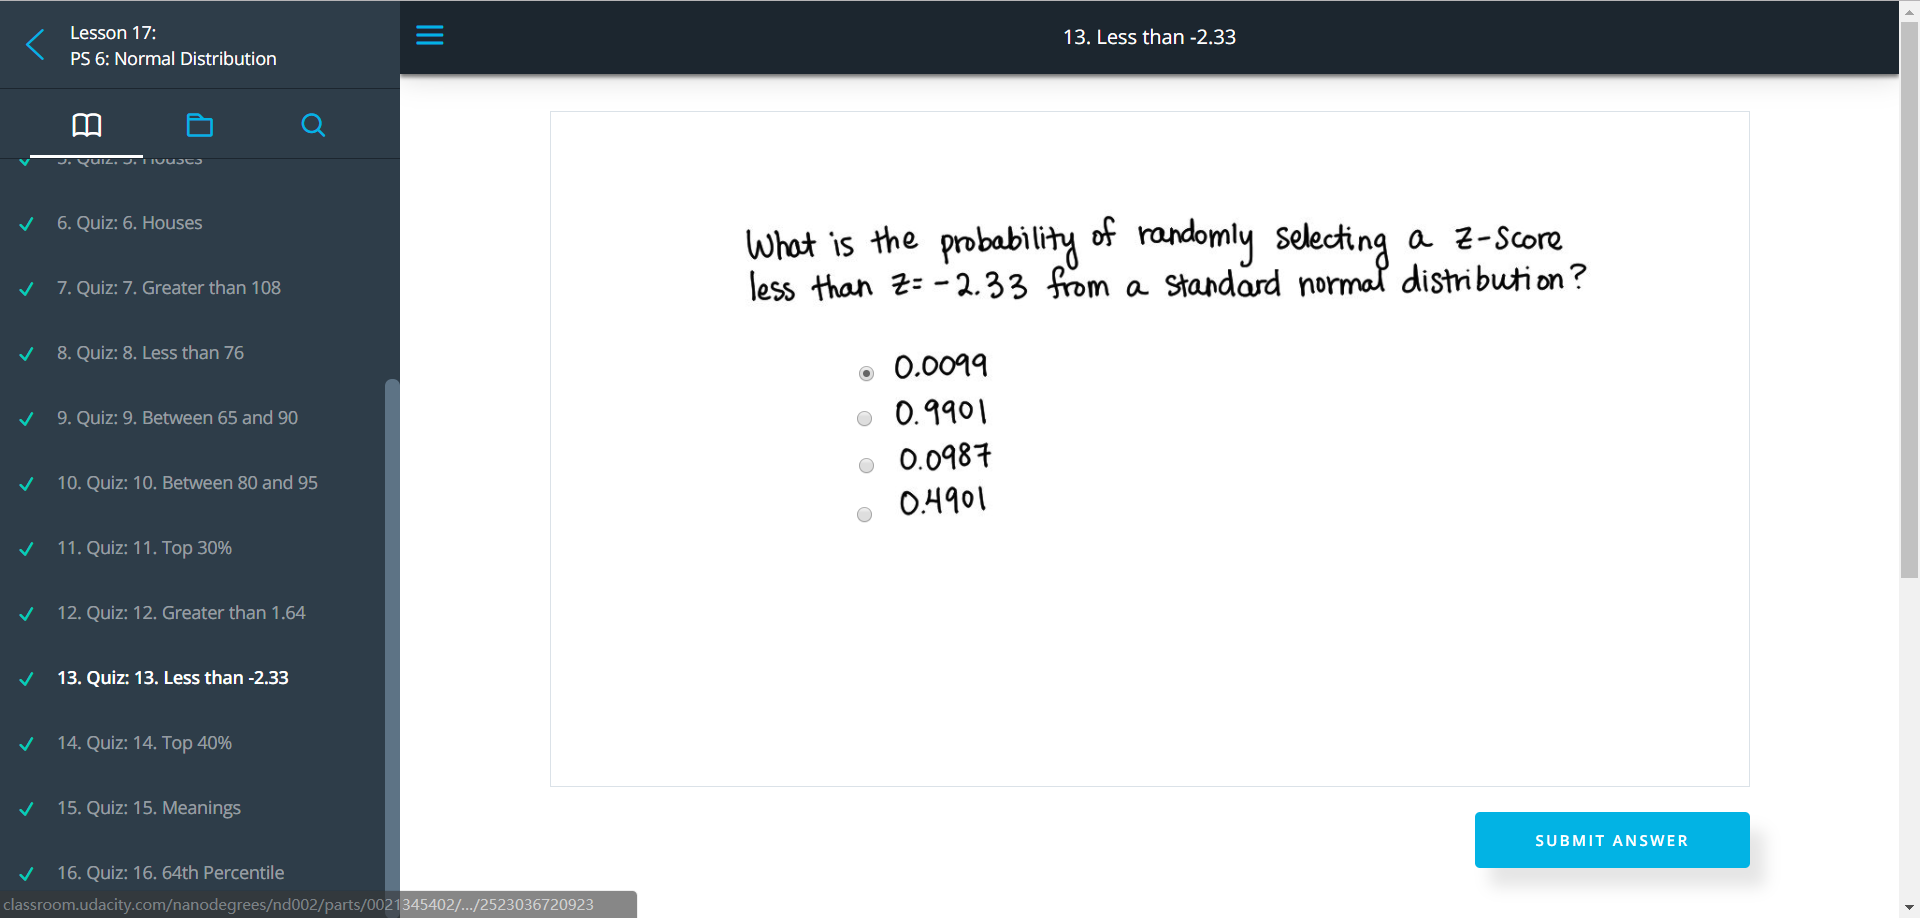 Lesson 17:
PS 6: Normal Distribution
13. Less than -2.33
5. Quiz: 5. Houses
6. Quiz: 6. Houses
7. Quiz: 7. Greater than 108
8. Quiz: 8. Less than 76
9. Quiz: 9. Between 65 and 90
10. Quiz: 10. Between 80 and 95
11. Quiz: 11. Top 30%
12. Quiz: 12. Greater than 1.64
13. Quiz: 13. Less than -2.33
14. Quiz: 14. Top 40%
15. Quiz: 15. Meanings
16. Quiz: 16. 64th Percentile
classroom.udacity.com/nanodegrees/nd002/parts/0021345402/.../2523036720923
What is the probability of randomly selecting a z-score
less than z= -2.33 from a standard normal distribution?
0.0099
0.9901
0.0987
0.4901
SUBMIT ANSWER